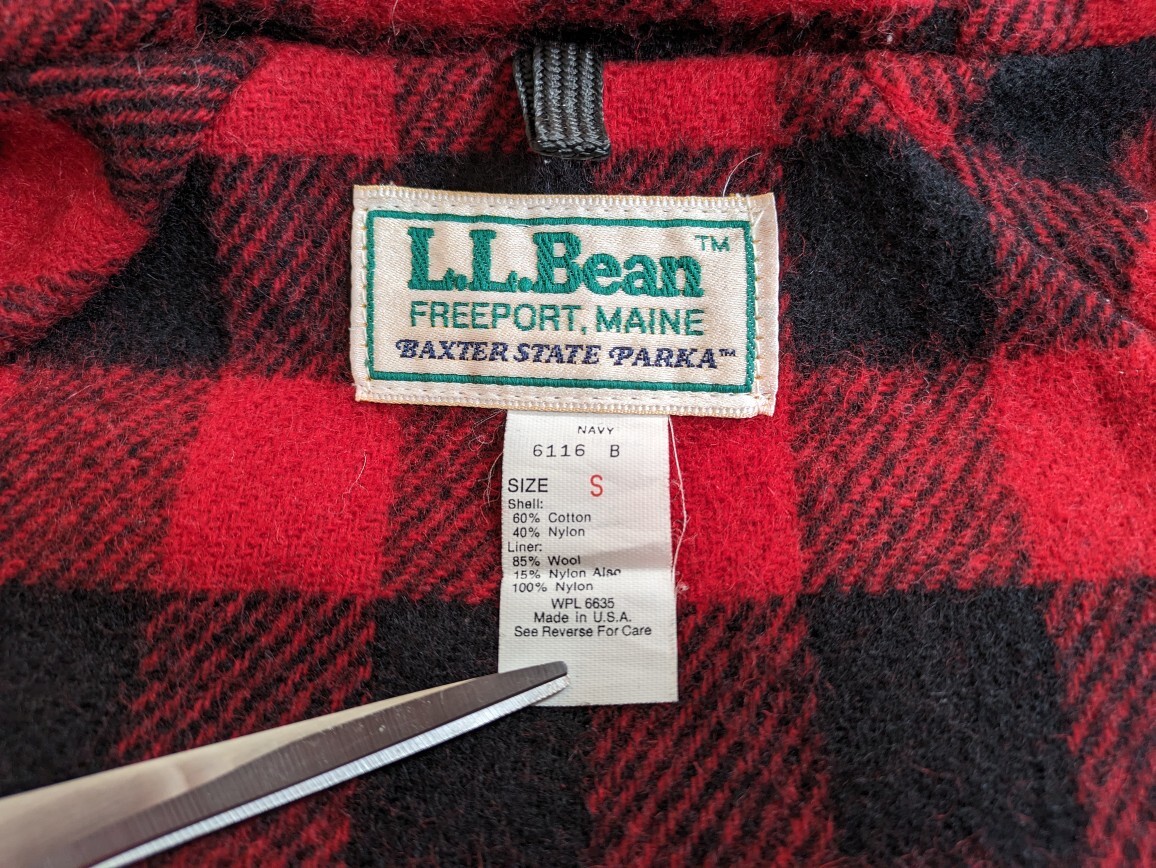 L.L.Bean™
FREEPORT, MAINE
BAXTER STATE PARKA™
NAVY
6116 B
SIZE S
Shell:
60% Cotton
40% Nylon
Liner:
85% Wool
15% Nylon Also
100% Nylon
WPL 6635
Made in U.S.A.
See Reverse For Care